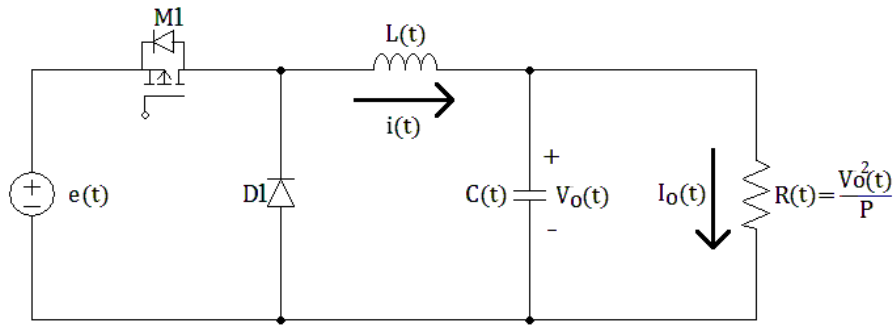 M1
L(t)
i(t)
e(t)
D1
C(t)
+
Vo(t)
-
Io(t)
R(t)=Vo²(t)/P